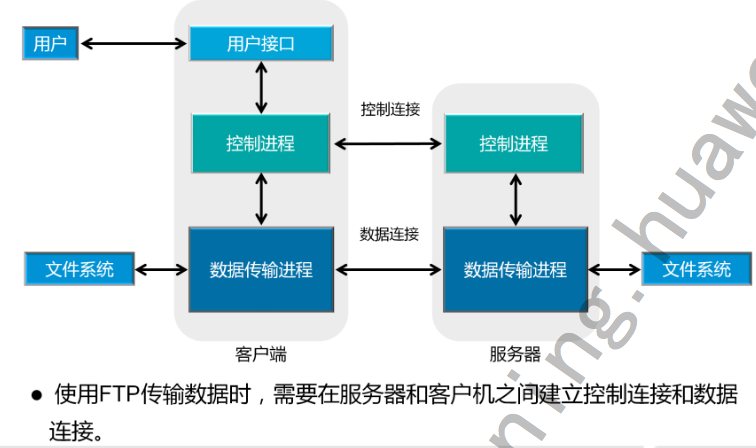 用户
用户接口
控制连接
控制进程
控制进程
数据连接
文件系统
数据传输进程
数据传输进程
文件系统
客户端
服务器
● 使用FTP传输数据时，需要在服务器和客户机之间建立控制连接和数据
连接。
ning.huawe